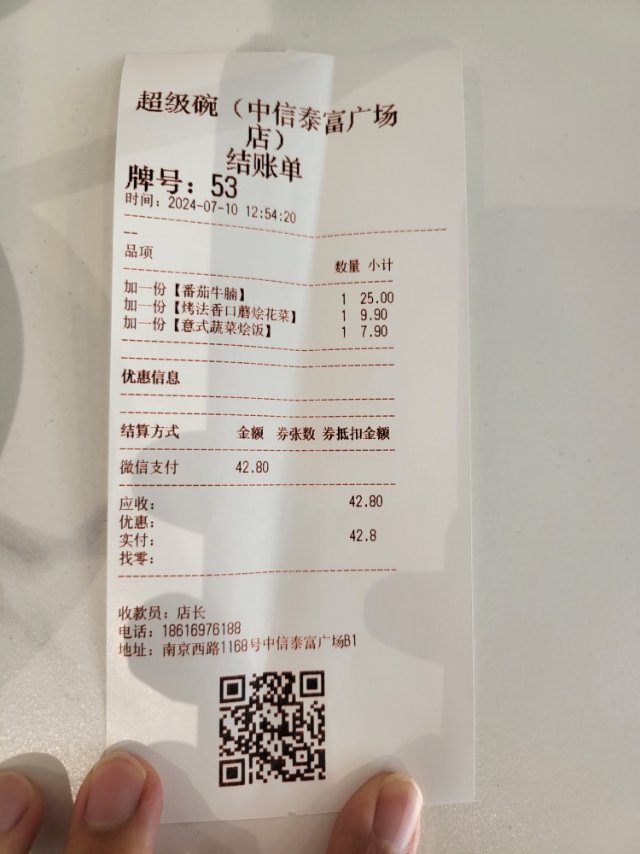 超级碗（中信泰富广场
店）
结账单
牌号：53
时间：2024-07-10 12:54:20
品项 数量 小计
加一份【番茄牛腩】 1 25.00
加一份【烤法香口蘑烩花菜】 1 9.90
加一份【意式蔬菜烩饭】 1 7.90
优惠信息
结算方式 金额 券张数 券抵扣金额
微信支付 42.80
应收： 42.80
优惠：
实付： 42.8
找零：
收款员：店长
电话：18616976188
地址：南京西路1168号中信泰富广场B1